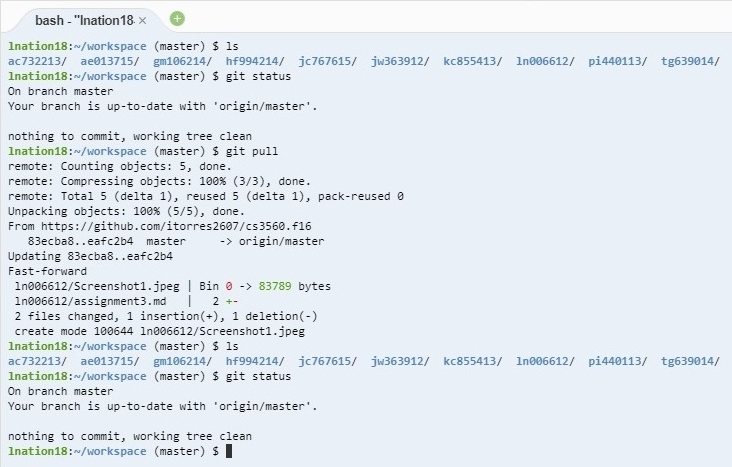 bash - "lnation18
lnation18:~/workspace (master) $ ls
ac732213/  ae013715/  gm106214/  hf994214/  jc767615/  jw363912/  kc855413/  ln006612/  pi440113/  tg639014/
lnation18:~/workspace (master) $ git status
On branch master
Your branch is up-to-date with 'origin/master'.
nothing to commit, working tree clean
lnation18:~/workspace (master) $ git pull
remote: Counting objects: 5, done.
remote: Compressing objects: 100% (3/3), done.
remote: Total 5 (delta 1), reused 5 (delta 1), pack-reused 0
Unpacking objects: 100% (5/5), done.
From https://github.com/itorres2607/cs3560.f16
   83ecba8..eafc2b4  master     -> origin/master
Updating 83ecba8..eafc2b4
Fast-forward
 ln006612/Screenshot1.jpeg | Bin 0 -> 83789 bytes
 ln006612/assignment3.md   |   2 +-
 2 files changed, 1 insertion(+), 1 deletion(-)
 create mode 100644 ln006612/Screenshot1.jpeg
lnation18:~/workspace (master) $ ls
ac732213/  ae013715/  gm106214/  hf994214/  jc767615/  jw363912/  kc855413/  ln006612/  pi440113/  tg639014/
lnation18:~/workspace (master) $ git status
On branch master
Your branch is up-to-date with 'origin/master'.
nothing to commit, working tree clean
lnation18:~/workspace (master) $